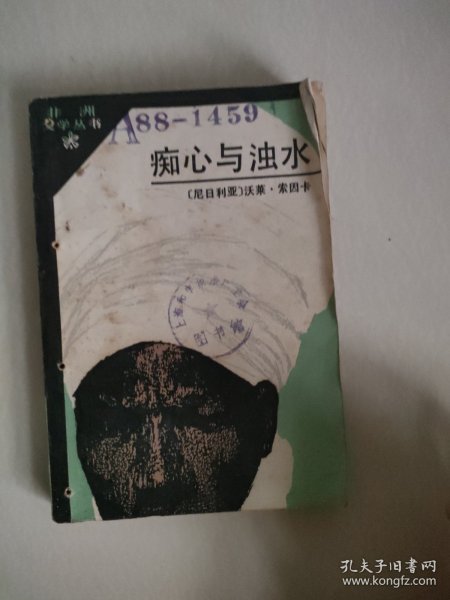 非洲
文学丛书
A88-1459
痴心与浊水
〔尼日利亚〕沃莱·索因卡
图书馆
孔夫子旧书网
www.kongfz.com